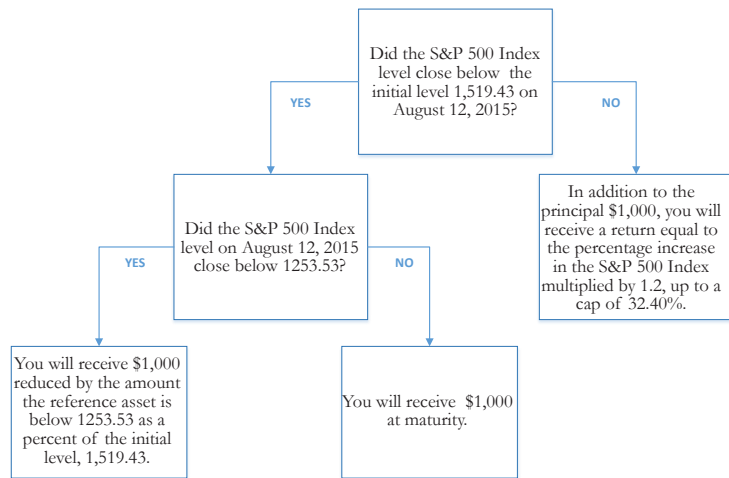 Did the S&P 500 Index
level close below the
initial level 1,519.43 on
August 12, 2015?
YES
NO
Did the S&P 500 Index
level on August 12, 2015
close below 1253.53?
In addition to the
principal $1,000, you will
receive a return equal to
the percentage increase
in the S&P 500 Index
multiplied by 1.2, up to a
cap of 32.40%.
YES
NO
You will receive $1,000
reduced by the amount
the reference asset is
below 1253.53 as a
percent of the initial
level, 1,519.43.
You will receive $1,000
at maturity.